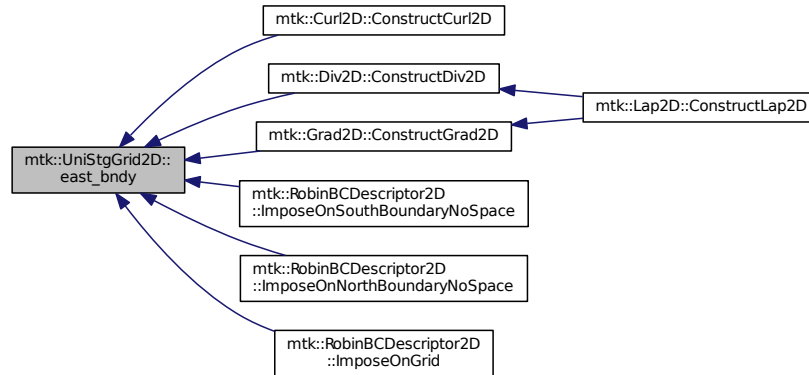 mtk::Curl2D::ConstructCurl2D
mtk::Div2D::ConstructDiv2D
mtk::Lap2D::ConstructLap2D
mtk::Grad2D::ConstructGrad2D
mtk::UniStgGrid2D::
east_bndy
mtk::RobinBCDescriptor2D
::ImposeOnSouthBoundaryNoSpace
mtk::RobinBCDescriptor2D
::ImposeOnNorthBoundaryNoSpace
mtk::RobinBCDescriptor2D
::ImposeOnGrid